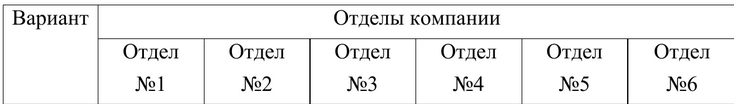 Вариант Отделы компании
Отдел Отдел Отдел Отдел Отдел Отдел
№1 №2 №3 №4 №5 №6